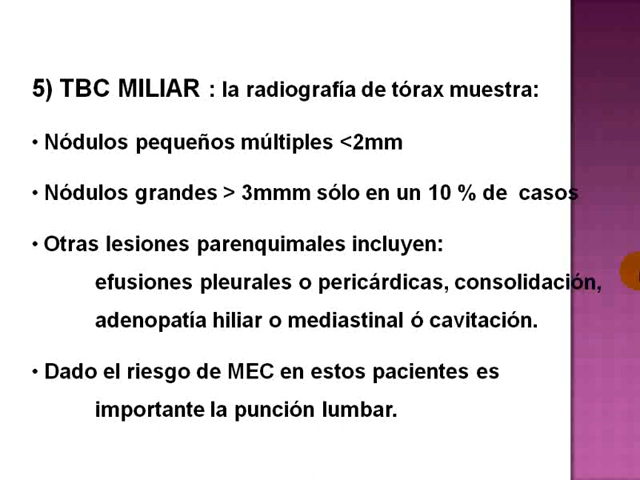 5) TBC MILIAR : la radiografía de tórax muestra:
• Nódulos pequeños múltiples <2mm
• Nódulos grandes > 3mmm sólo en un 10 % de casos
• Otras lesiones parenquimales incluyen:
efusiones pleurales o pericárdicas, consolidación,
adenopatía hiliar o mediastinal ó cavitación.
• Dado el riesgo de MEC en estos pacientes es
importante la punción lumbar.